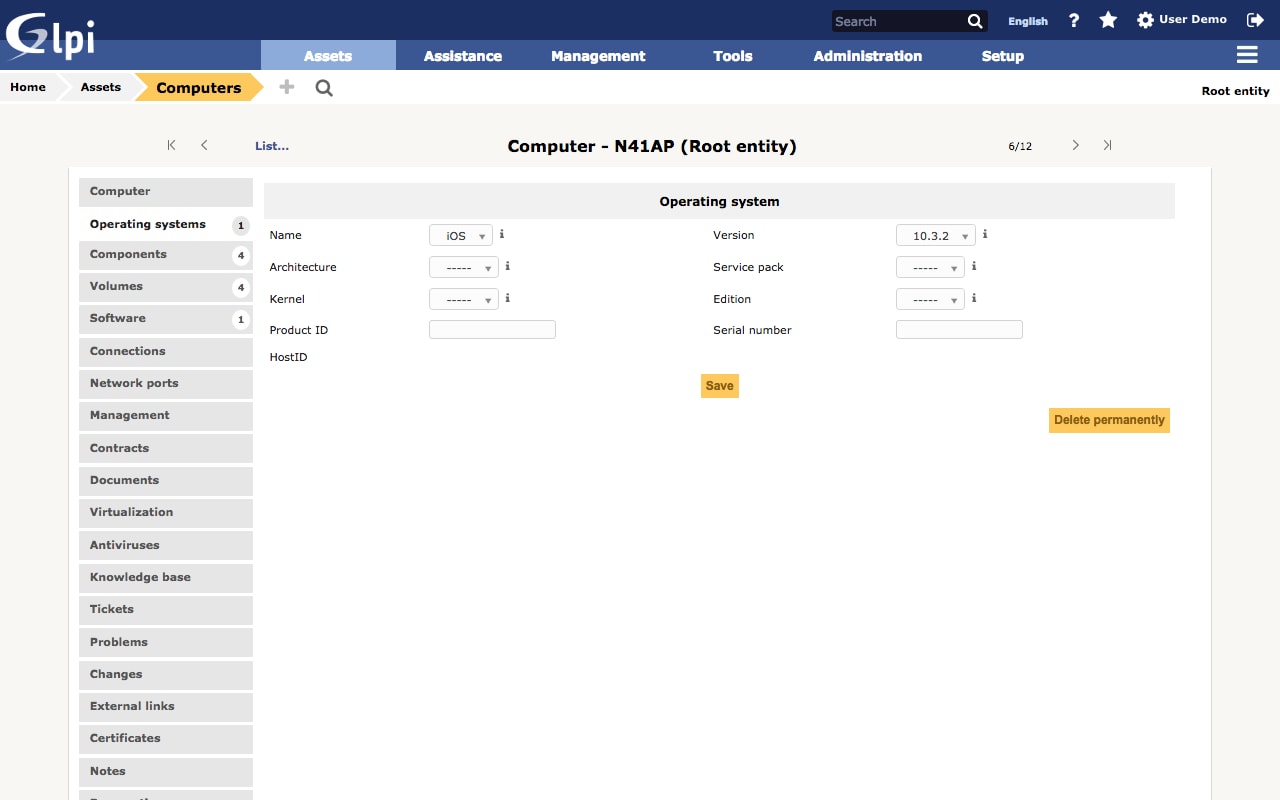 Glpi
Search
English
?
User Demo
Assets
Assistance
Management
Tools
Administration
Setup
Home
Assets
Computers
Root entity
List...
Computer - N41AP (Root entity)
6/12
Computer
Operating systems 1
Components 4
Volumes 4
Software 1
Connections
Network ports
Management
Contracts
Documents
Virtualization
Antiviruses
Knowledge base
Tickets
Problems
Changes
External links
Certificates
Notes
Operating system
Name iOS Version 10.3.2
Architecture ----- Service pack -----
Kernel ----- Edition -----
Product ID Serial number
HostID
Save
Delete permanently